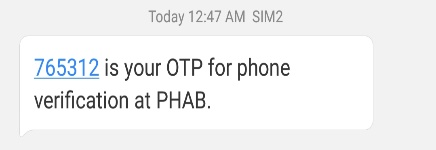 Today 12:47 AM SIM2
765312 is your OTP for phone
verification at PHAB.